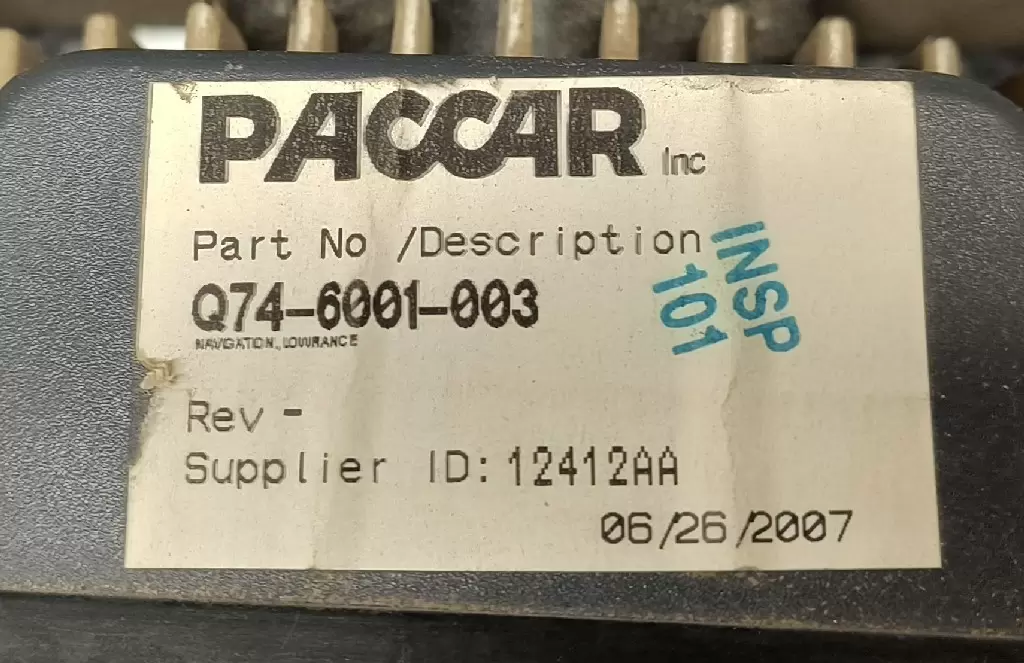 PACCAR Inc
Part No /Description
Q74-6001-003
NAVIGATION, LOWRANCE
Rev -
Supplier ID: 12412AA
06/26/2007
INSP
101